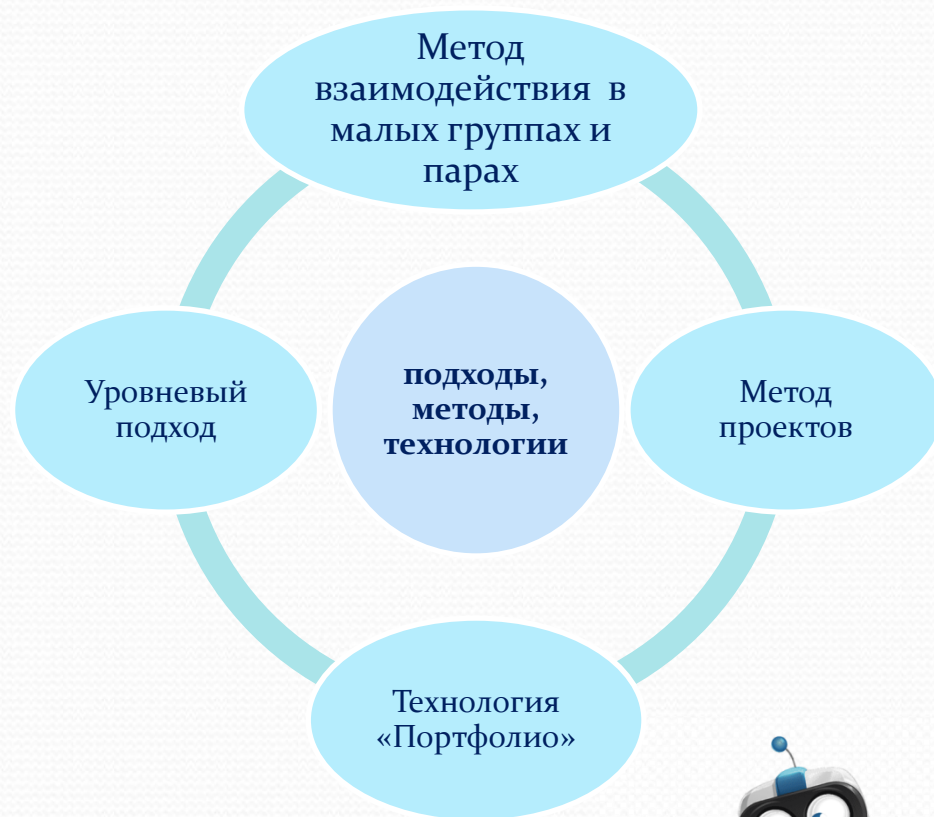 Метод
взаимодействия в
малых группах и
парах
Уровневый
подход
подходы,
методы,
технологии
Метод
проектов
Технология
«Портфолио»